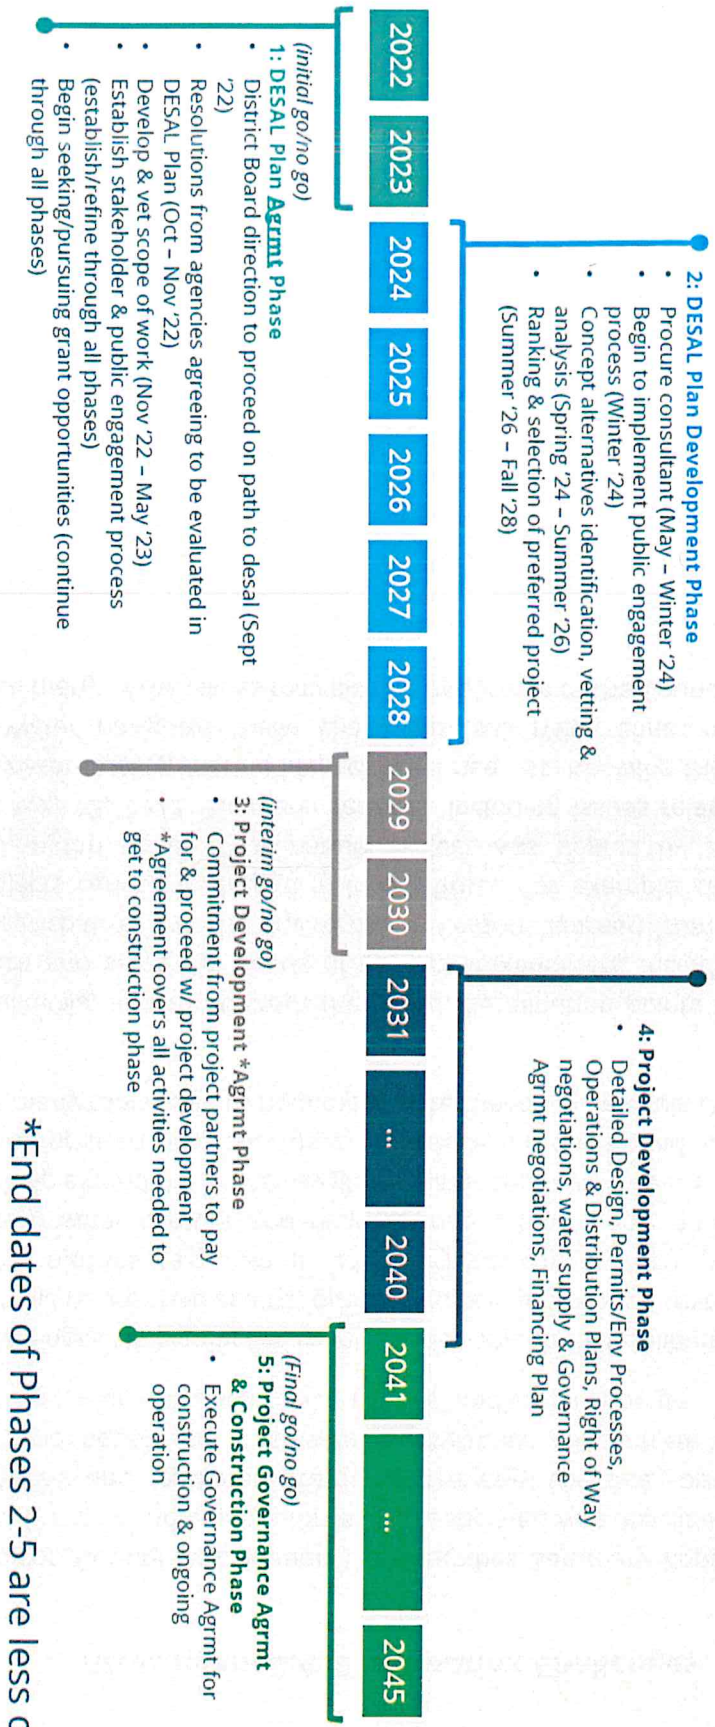 2: DESAL Plan Development Phase
• Procure consultant (May – Winter '24)
• Begin to implement public engagement
process (Winter '24)
• Concept alternatives identification, vetting &
analysis (Spring '24 – Summer '26)
• Ranking & selection of preferred project
(Summer '26 – Fall '28)
4: Project Development Phase
• Detailed Design, Permits/Env. Processes,
Operations & Distribution Plans, Right of Way
negotiations, water supply & Governance
Agrmt negotiations, Financing Plan
2022 2023 2024 2025 2026 2027 2028 2029 2030 2031 ... 2040 2041 ... 2045
(initial go/no go)
1: DESAL Plan Agrmt Phase
• District Board direction to proceed on path to desal (Sept
'22)
• Resolutions from agencies agreeing to be evaluated in
DESAL Plan (Oct – Nov '22)
• Develop & vet scope of work (Nov '22 – May '23)
• Establish stakeholder & public engagement process
(establish/refine through all phases)
• Begin seeking/pursuing grant opportunities (continue
through all phases)
(interim go/no go)
3: Project Development *Agrmt Phase
• Commitment from project partners to pay
for & proceed w/ project development
• *Agreement covers all activities needed to
get to construction phase
(Final go/no go)
5: Project Governance Agrmt
& Construction Phase
• Execute Governance Agrmt for
construction & ongoing
operation
*End dates of Phases 2-5 are less